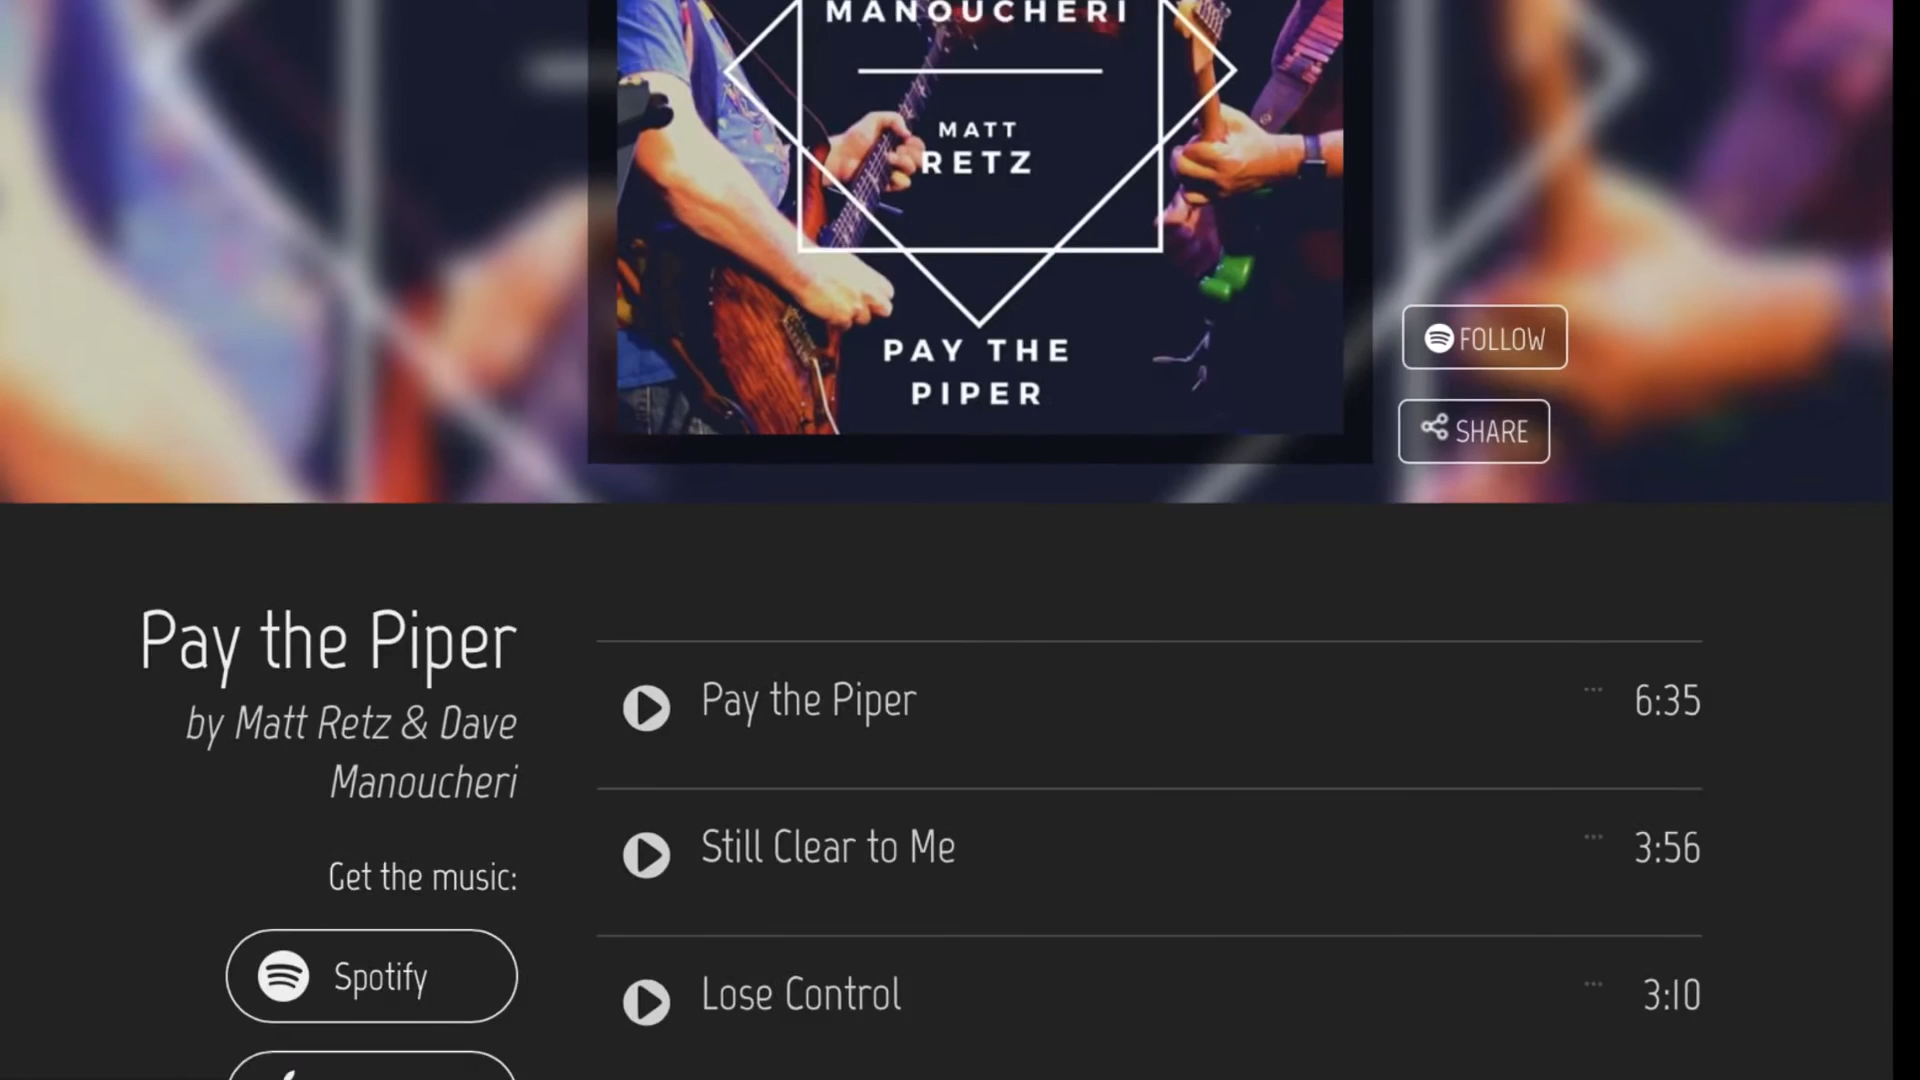 MANOUCHERI
MATT
RETZ
PAY THE
PIPER
FOLLOW
SHARE
Pay the Piper
by Matt Retz & Dave
Manoucheri
Get the music:
Spotify
Pay the Piper ... 6:35
Still Clear to Me ... 3:56
Lose Control ... 3:10